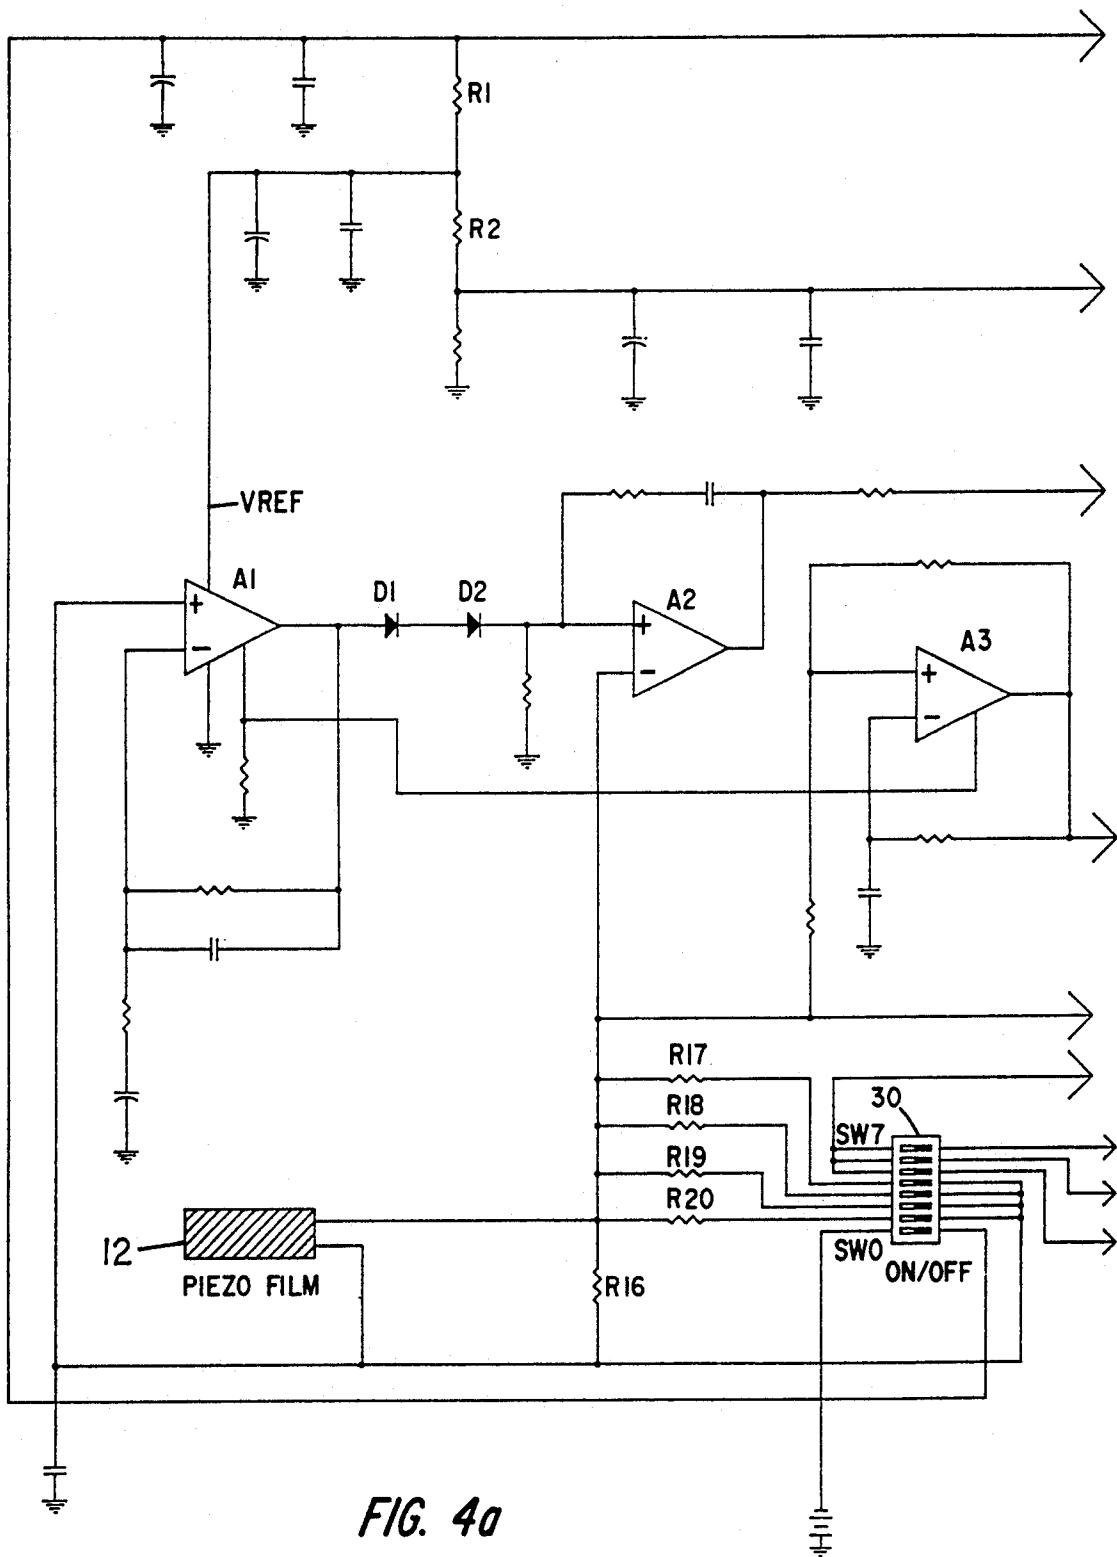 R1
R2
VREF
A1
D1
D2
A2
A3
+
−
+
−
+
−
R17
R18
R19
R20
30
SW7
SW0
ON/OFF
12
PIEZO FILM
R16
FIG. 4a